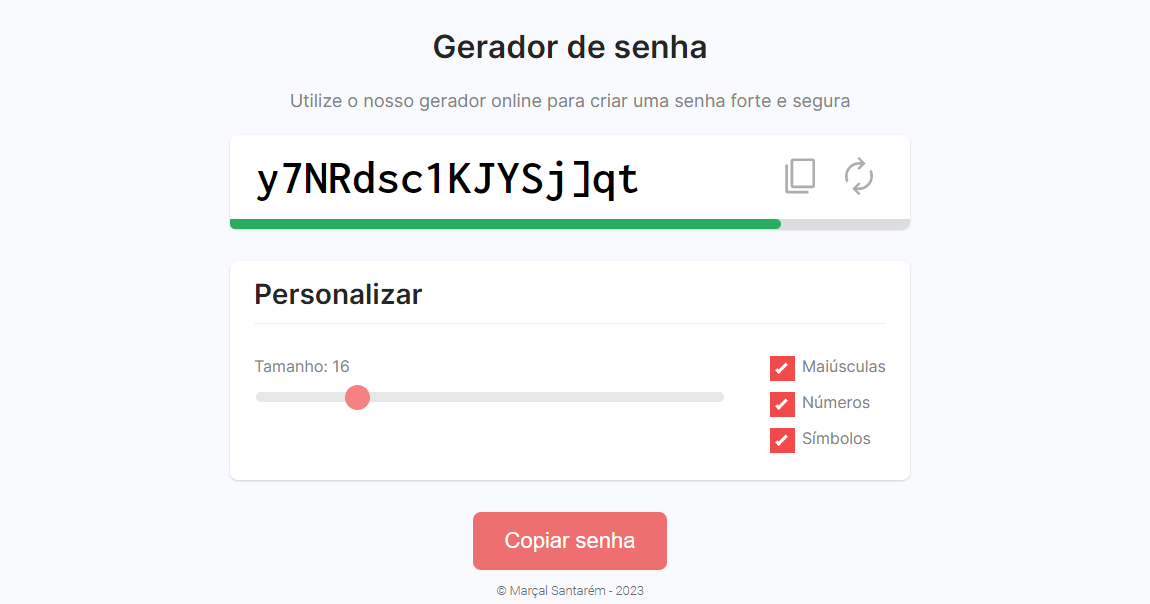 Gerador de senha
Utilize o nosso gerador online para criar uma senha forte e segura
y7NRdsc1KJYSj]qt
Personalizar
Tamanho: 16
Maiúsculas
Números
Símbolos
Copiar senha
© Marçal Santarém - 2023